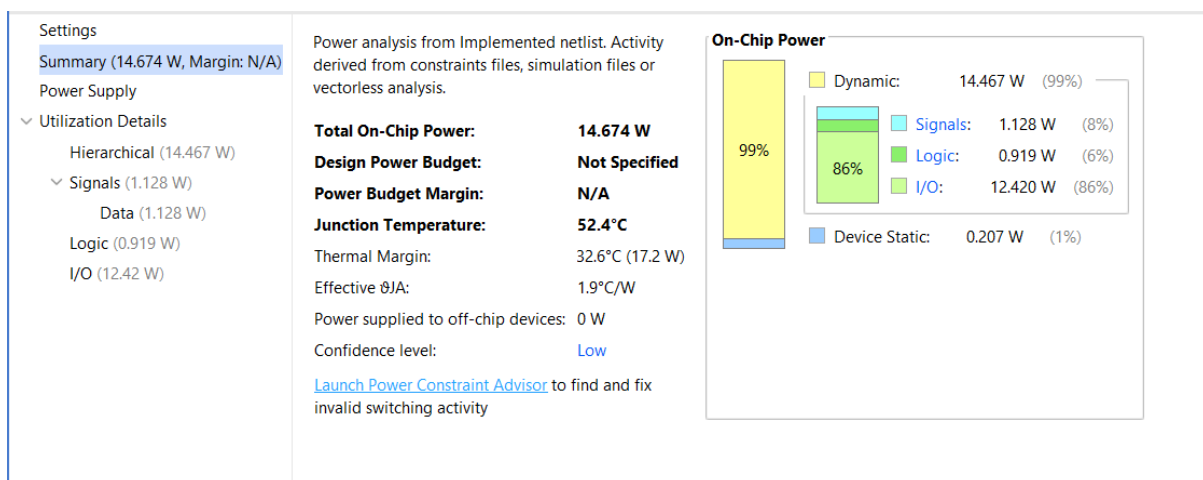 Settings
Summary (14.674 W, Margin: N/A)
Power Supply
Utilization Details
Hierarchical (14.467 W)
Signals (1.128 W)
Data (1.128 W)
Logic (0.919 W)
I/O (12.42 W)
Power analysis from Implemented netlist. Activity
derived from constraints files, simulation files or
vectorless analysis.
Total On-Chip Power: 14.674 W
Design Power Budget: Not Specified
Power Budget Margin: N/A
Junction Temperature: 52.4°C
Thermal Margin: 32.6°C (17.2 W)
Effective ϑJA: 1.9°C/W
Power supplied to off-chip devices: 0 W
Confidence level: Low
Launch Power Constraint Advisor to find and fix
invalid switching activity
On-Chip Power
99%
Dynamic: 14.467 W (99%)
86%
Signals: 1.128 W (8%)
Logic: 0.919 W (6%)
I/O: 12.420 W (86%)
Device Static: 0.207 W (1%)